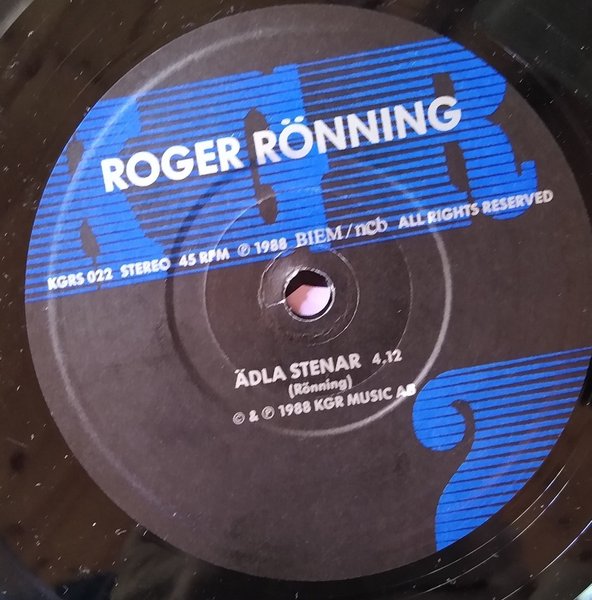 KGR
ROGER RÖNNING
KGRS 022 STEREO 45 RPM ℗ 1988 BIEM/ncb ALL RIGHTS RESERVED
ÄDLA STENAR 4.12
(Rönning)
© & ℗ 1988 KGR MUSIC AB